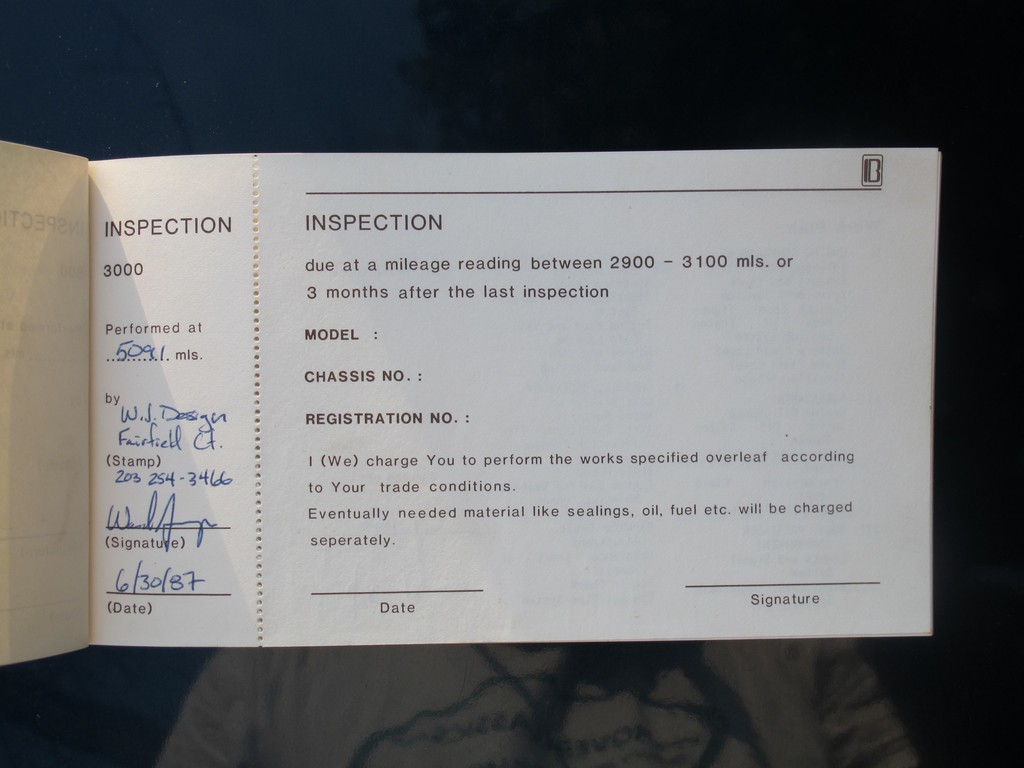 INSPECTION
3000
Performed at
5091 mls.
by
W.S. Design
Fairfield Ct.
(Stamp)
203 254-3466
(Signature)
6/30/87
(Date)
B
INSPECTION
due at a mileage reading between 2900 – 3100 mls. or
3 months after the last inspection
MODEL :
CHASSIS NO. :
REGISTRATION NO. :
I (We) charge You to perform the works specified overleaf according
to Your trade conditions.
Eventually needed material like sealings, oil, fuel etc. will be charged
seperately.
Date
Signature